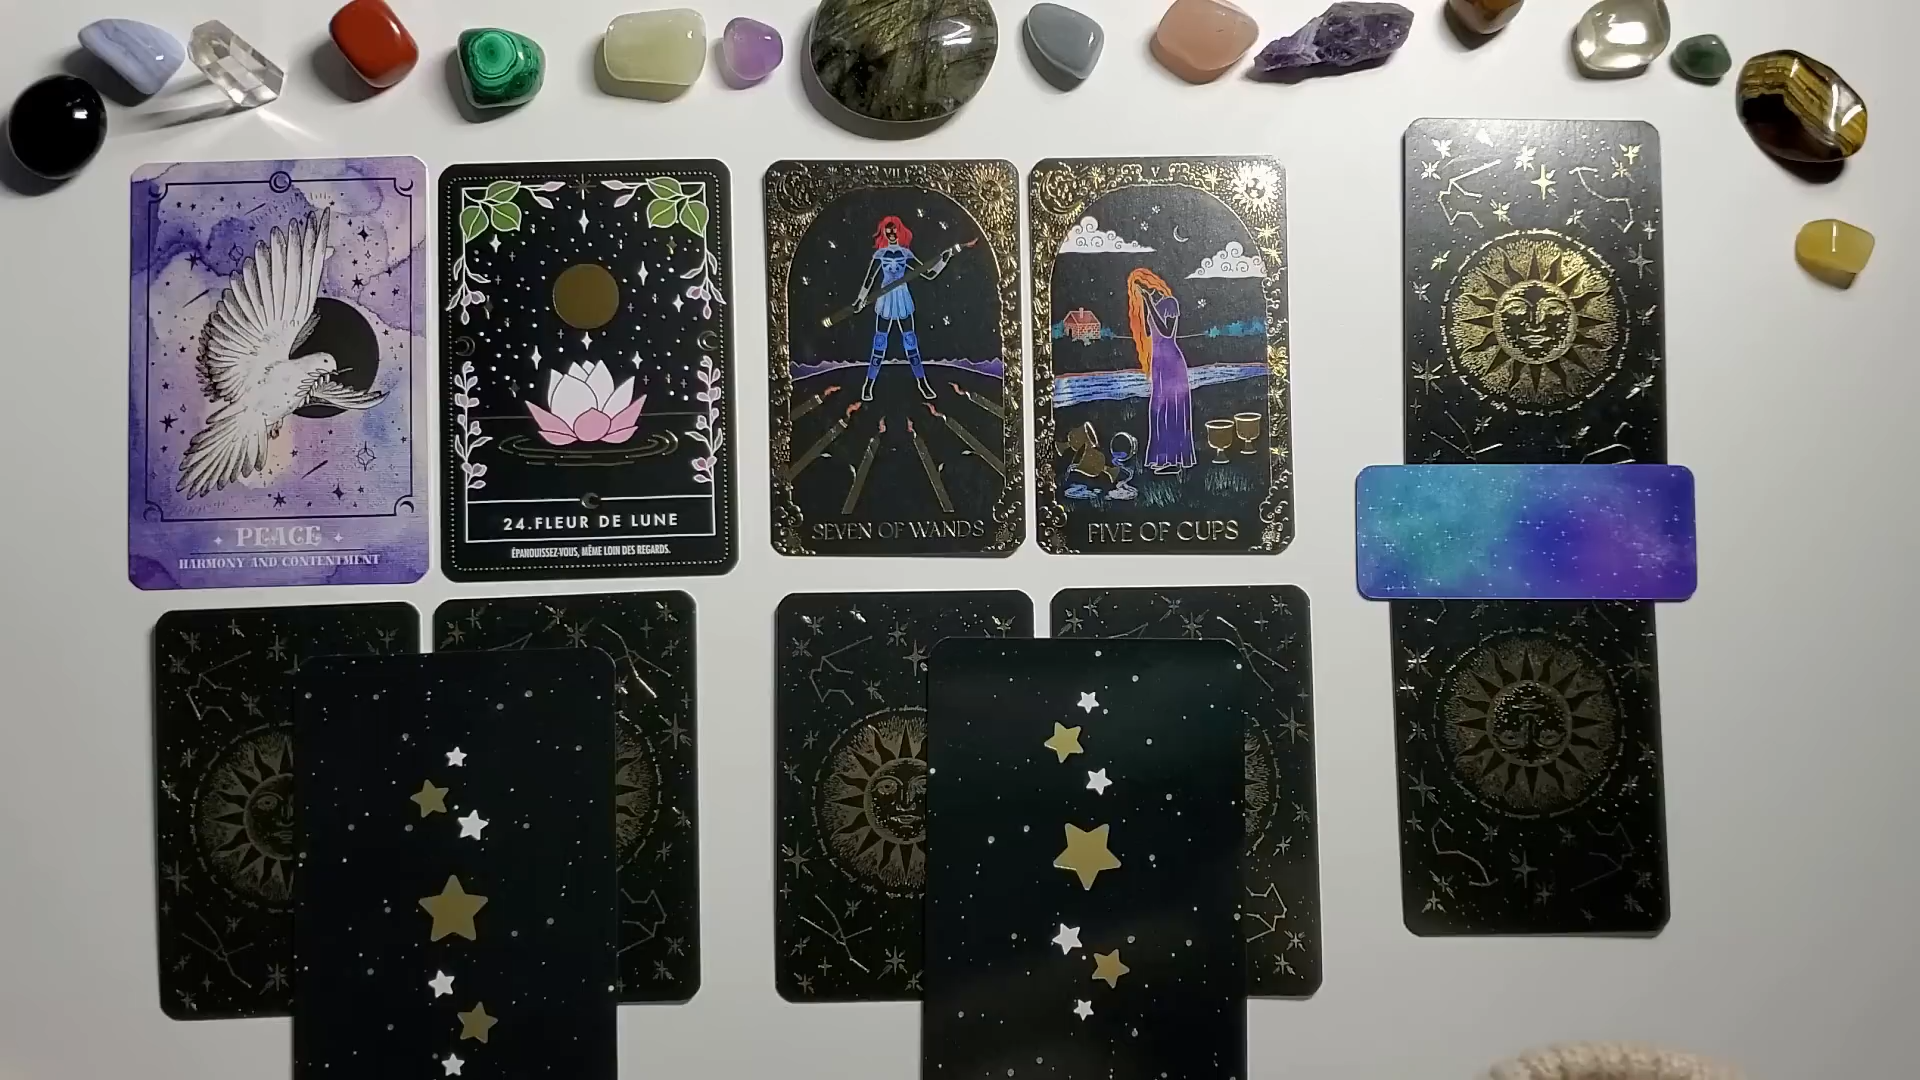 PEACE
HARMONY AND CONTENTMENT
24.FLEUR DE LUNE
ÉPANOUISSEZ-VOUS, MÊME LOIN DES REGARDS.
VII
SEVEN OF WANDS
V
FIVE OF CUPS